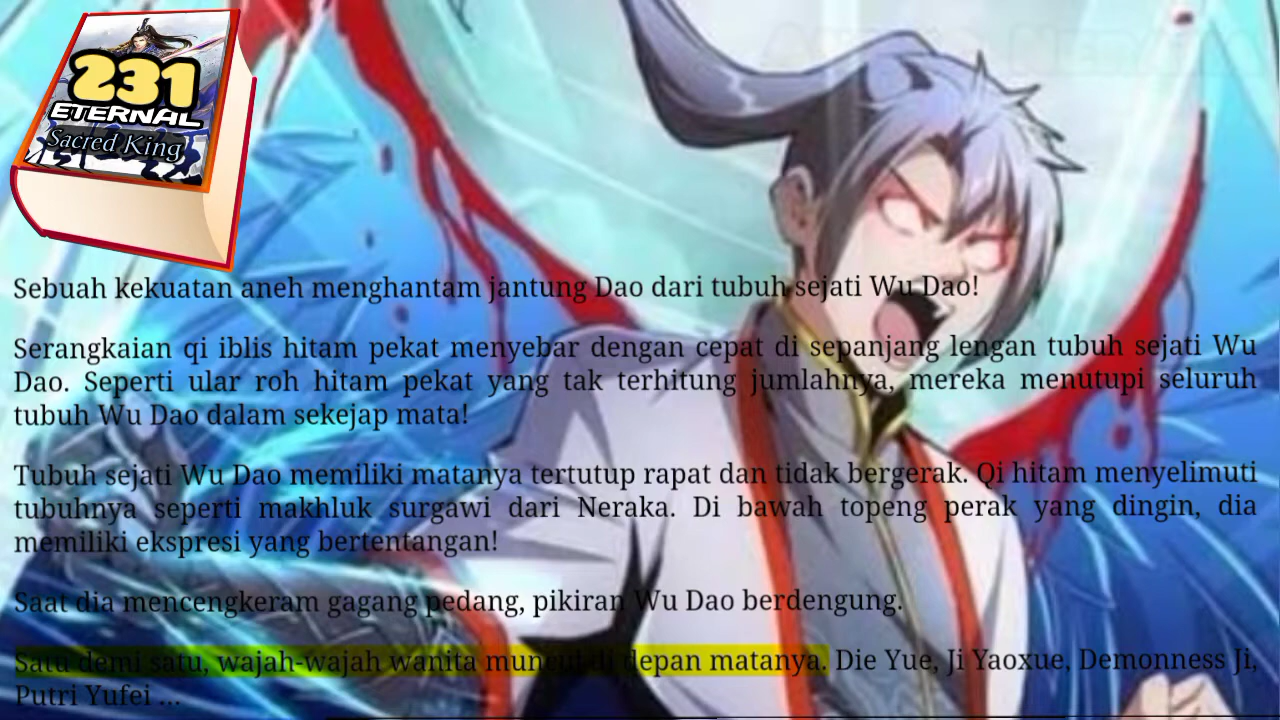 231
ETERNAL
Sacred King
Sebuah kekuatan aneh menghantam jantung Dao dari tubuh sejati Wu Dao!
Serangkaian qi iblis hitam pekat menyebar dengan cepat di sepanjang lengan tubuh sejati Wu
Dao. Seperti ular roh hitam pekat yang tak terhitung jumlahnya, mereka menutupi seluruh
tubuh Wu Dao dalam sekejap mata!
Tubuh sejati Wu Dao memiliki matanya tertutup rapat dan tidak bergerak. Qi hitam menyelimuti
tubuhnya seperti makhluk surgawi dari Neraka. Di bawah topeng perak yang dingin, dia
memiliki ekspresi yang bertentangan!
Saat dia mencengkeram gagang pedang, pikiran Wu Dao berdengung.
Satu demi satu, wajah-wajah wanita muncul di depan matanya. Die Yue, Ji Yaoxue, Demonness Ji,
Putri Yufei ...